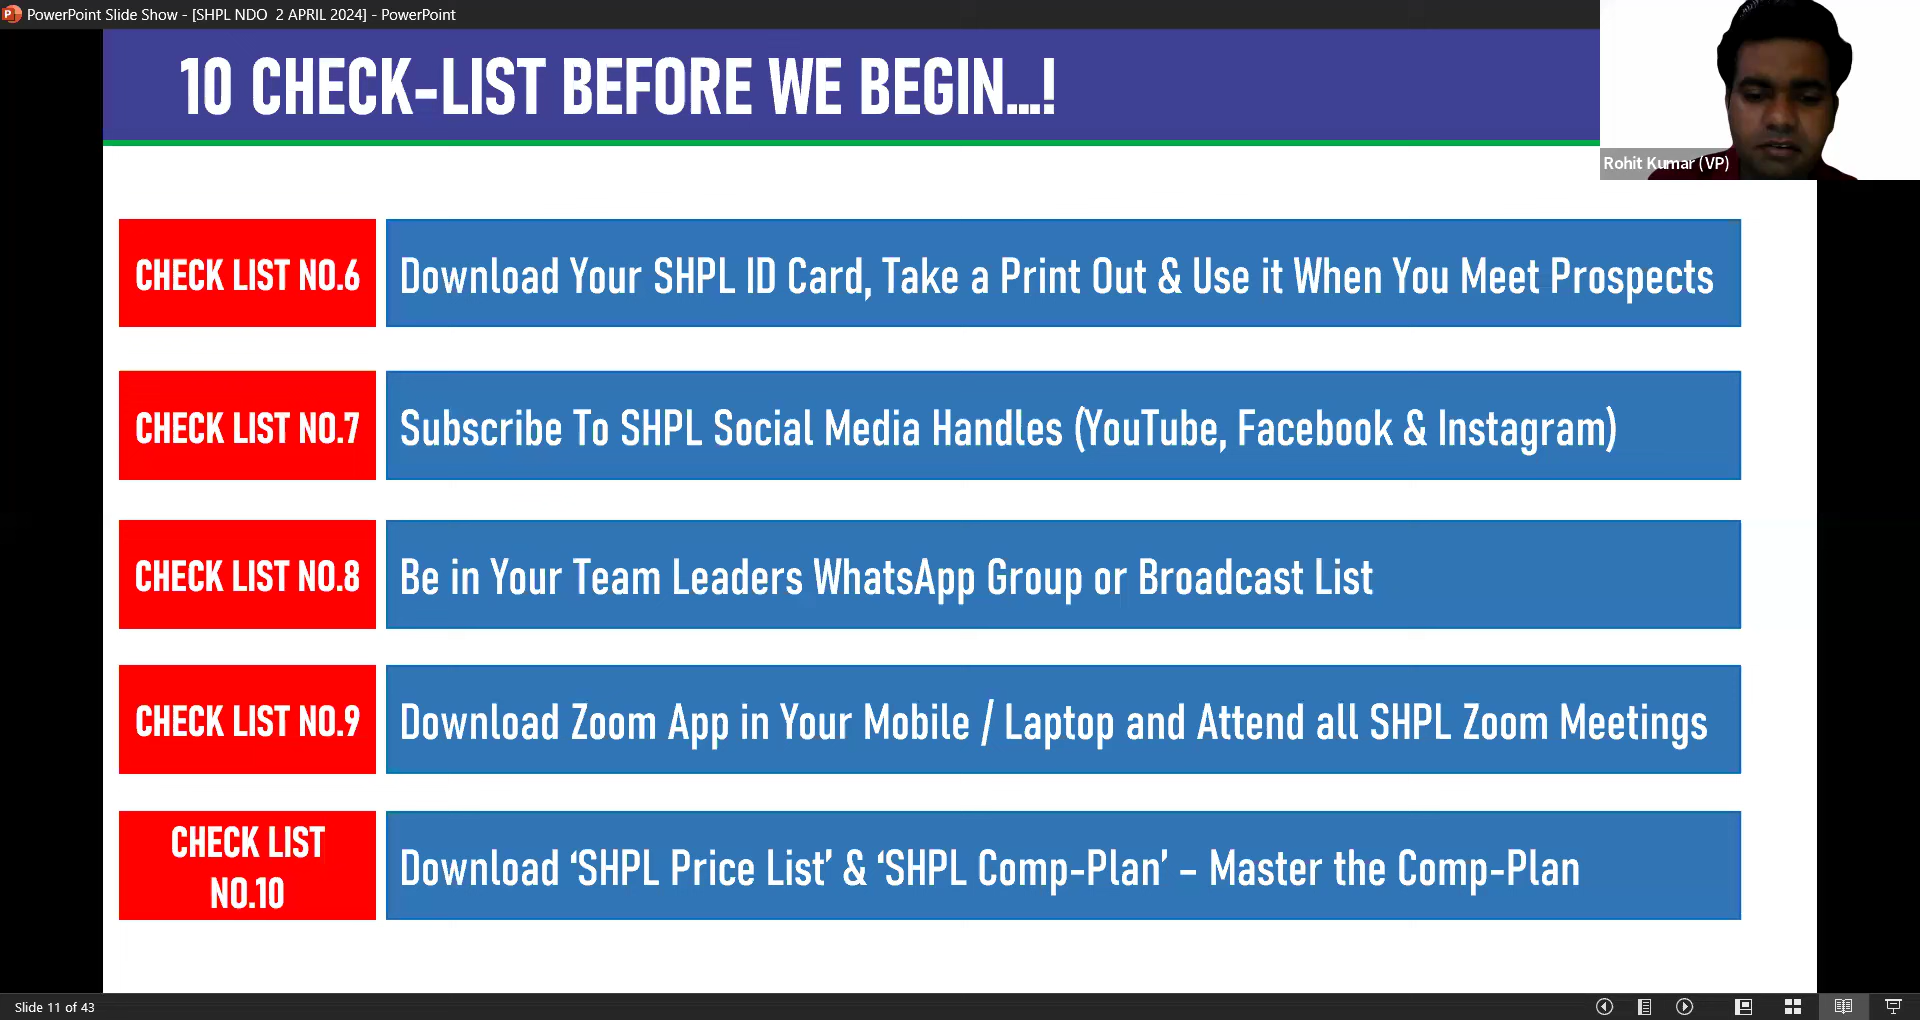 PowerPoint Slide Show - [SHPL NDO  2 APRIL 2024] - PowerPoint
10 CHECK-LIST BEFORE WE BEGIN...!
Rohit Kumar (VP)
CHECK LIST NO.6
Download Your SHPL ID Card, Take a Print Out & Use it When You Meet Prospects
CHECK LIST NO.7
Subscribe To SHPL Social Media Handles (YouTube, Facebook & Instagram)
CHECK LIST NO.8
Be in Your Team Leaders WhatsApp Group or Broadcast List
CHECK LIST NO.9
Download Zoom App in Your Mobile / Laptop and Attend all SHPL Zoom Meetings
CHECK LIST
NO.10
Download ‘SHPL Price List’ & ‘SHPL Comp-Plan’ – Master the Comp-Plan
Slide 11 of 43